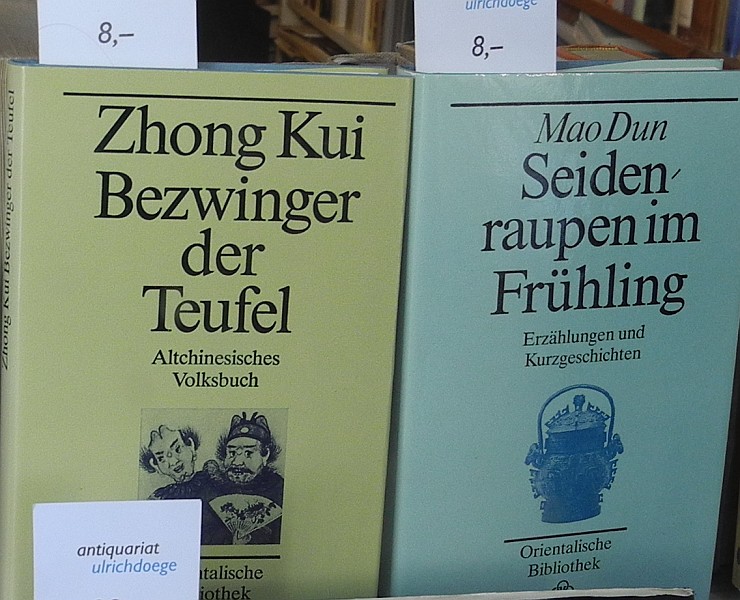 8,–
Zhong Kui
Bezwinger
der
Teufel
Altchinesisches
Volksbuch
antiquariat
ulrichdoege
Zhong Kui Bezwinger der Teufel
ulrichdoege
8,–
Mao Dun
Seiden-
raupen im
Frühling
Erzählungen und
Kurzgeschichten
Orientalische
Bibliothek